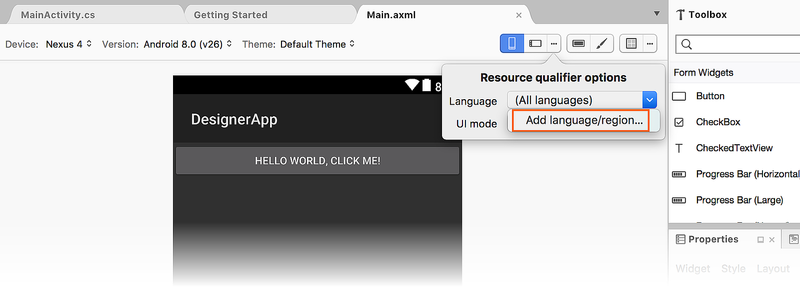 MainActivity.cs
Getting Started
Main.axml
Toolbox
Device: Nexus 4 Version: Android 8.0 (v26) Theme: Default Theme
Resource qualifier options
Language (All languages)
UI mode Add language/region...
Form Widgets
Button
CheckBox
CheckedTextView
Progress Bar (Horizontal
Progress Bar (Large)
8
DesignerApp
HELLO WORLD, CLICK ME!
Properties
Widget Style Layout